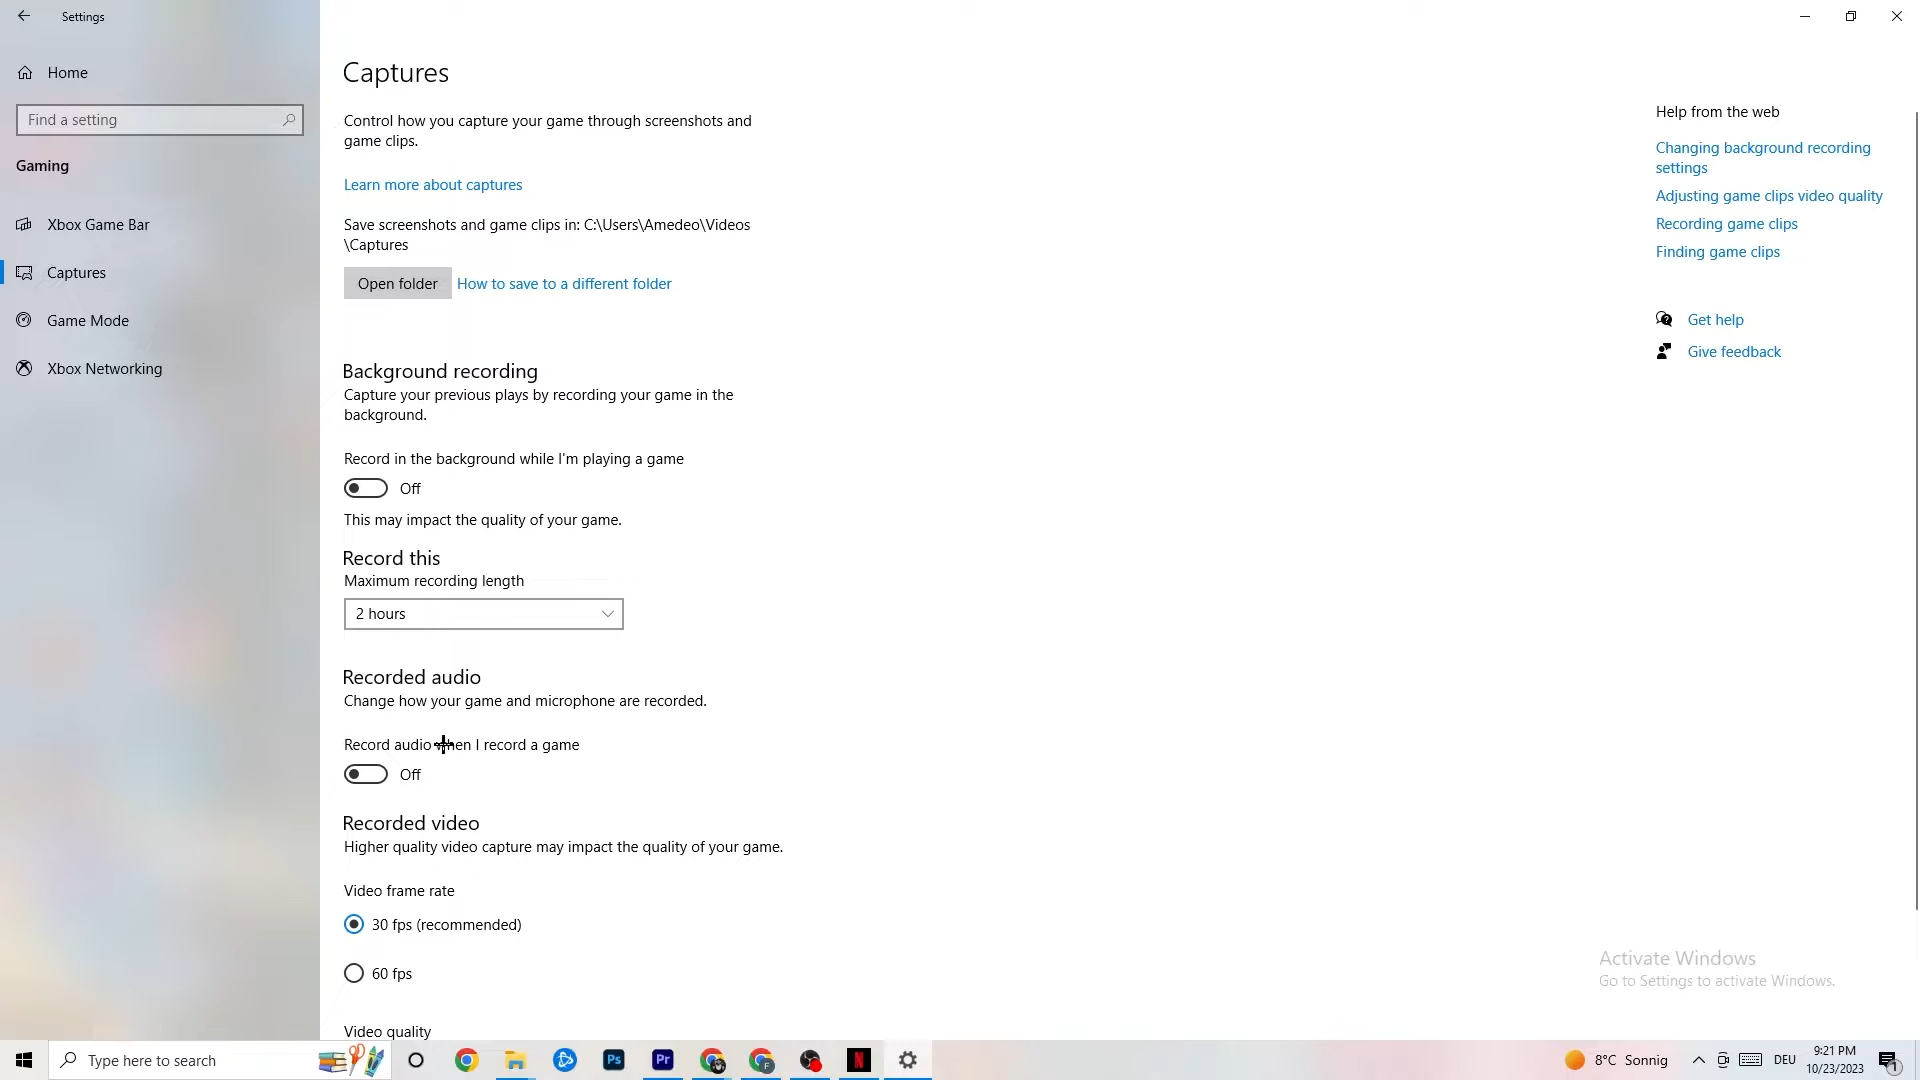 Settings
Home
Find a setting
Gaming
Xbox Game Bar
Captures
Game Mode
Xbox Networking
Captures
Control how you capture your game through screenshots and
game clips.
Learn more about captures
Save screenshots and game clips in: C:\Users\Amedeo\Videos
\Captures
Open folder
How to save to a different folder
Background recording
Capture your previous plays by recording your game in the
background.
Record in the background while I'm playing a game
Off
This may impact the quality of your game.
Record this
Maximum recording length
2 hours
Recorded audio
Change how your game and microphone are recorded.
Record audio when I record a game
Off
Recorded video
Higher quality video capture may impact the quality of your game.
Video frame rate
30 fps (recommended)
60 fps
Video quality
Help from the web
Changing background recording
settings
Adjusting game clips video quality
Recording game clips
Finding game clips
Get help
Give feedback
Activate Windows
Go to Settings to activate Windows.
Type here to search
Ps
Pr
F
N
8°C Sonnig
DEU
9:21 PM
10/23/2023
1